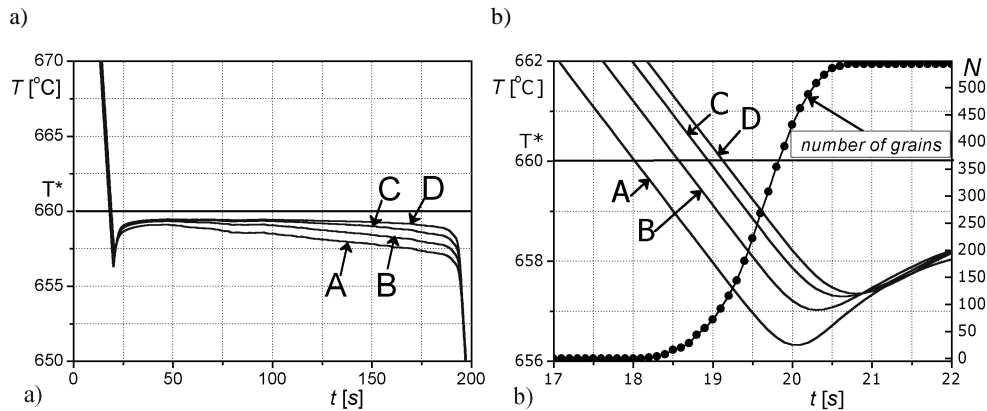 a)
b)
670
T [°C]
665
T*
660
655
650
0
50
100
150
200
t [s]
A
B
C
D
a)
662
T [°C]
T*
660
658
656
17
18
19
20
21
22
t [s]
A
B
C
D
number of grains
N
500
450
400
350
300
250
200
150
100
50
0
b)